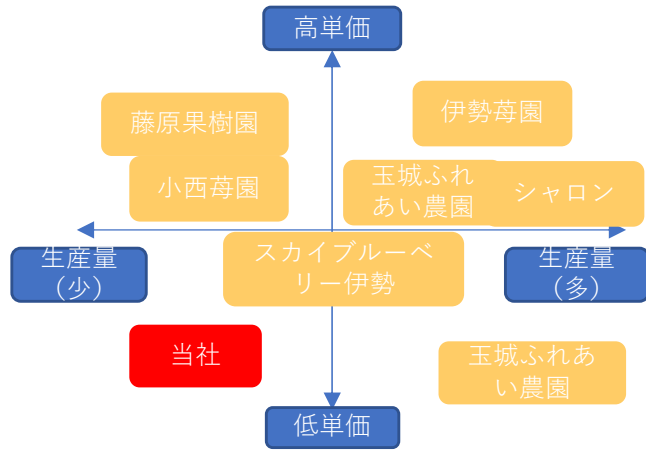 高単価
藤原果樹園
伊勢苺園
小西苺園
玉城ふれ
あい農園
シャロン
生産量
（少）
スカイブルーベ
リー伊勢
生産量
（多）
当社
玉城ふれあ
い農園
低単価